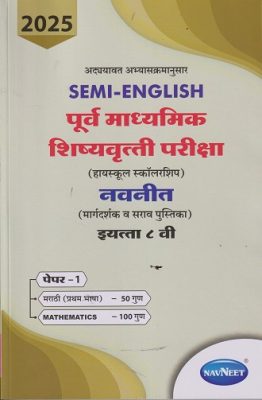 2025
अद्ययावत अभ्यासक्रमानुसार
SEMI-ENGLISH
पूर्व माध्यमिक
शिष्यवृत्ती परीक्षा
(हायस्कूल स्कॉलरशिप)
नवनीत
(मार्गदर्शक व सराव पुस्तिका)
इयत्ता ८ वी
पेपर - 1
मराठी (प्रथम भाषा) - 50 गुण
MATHEMATICS - 100 गुण
NAVNEET